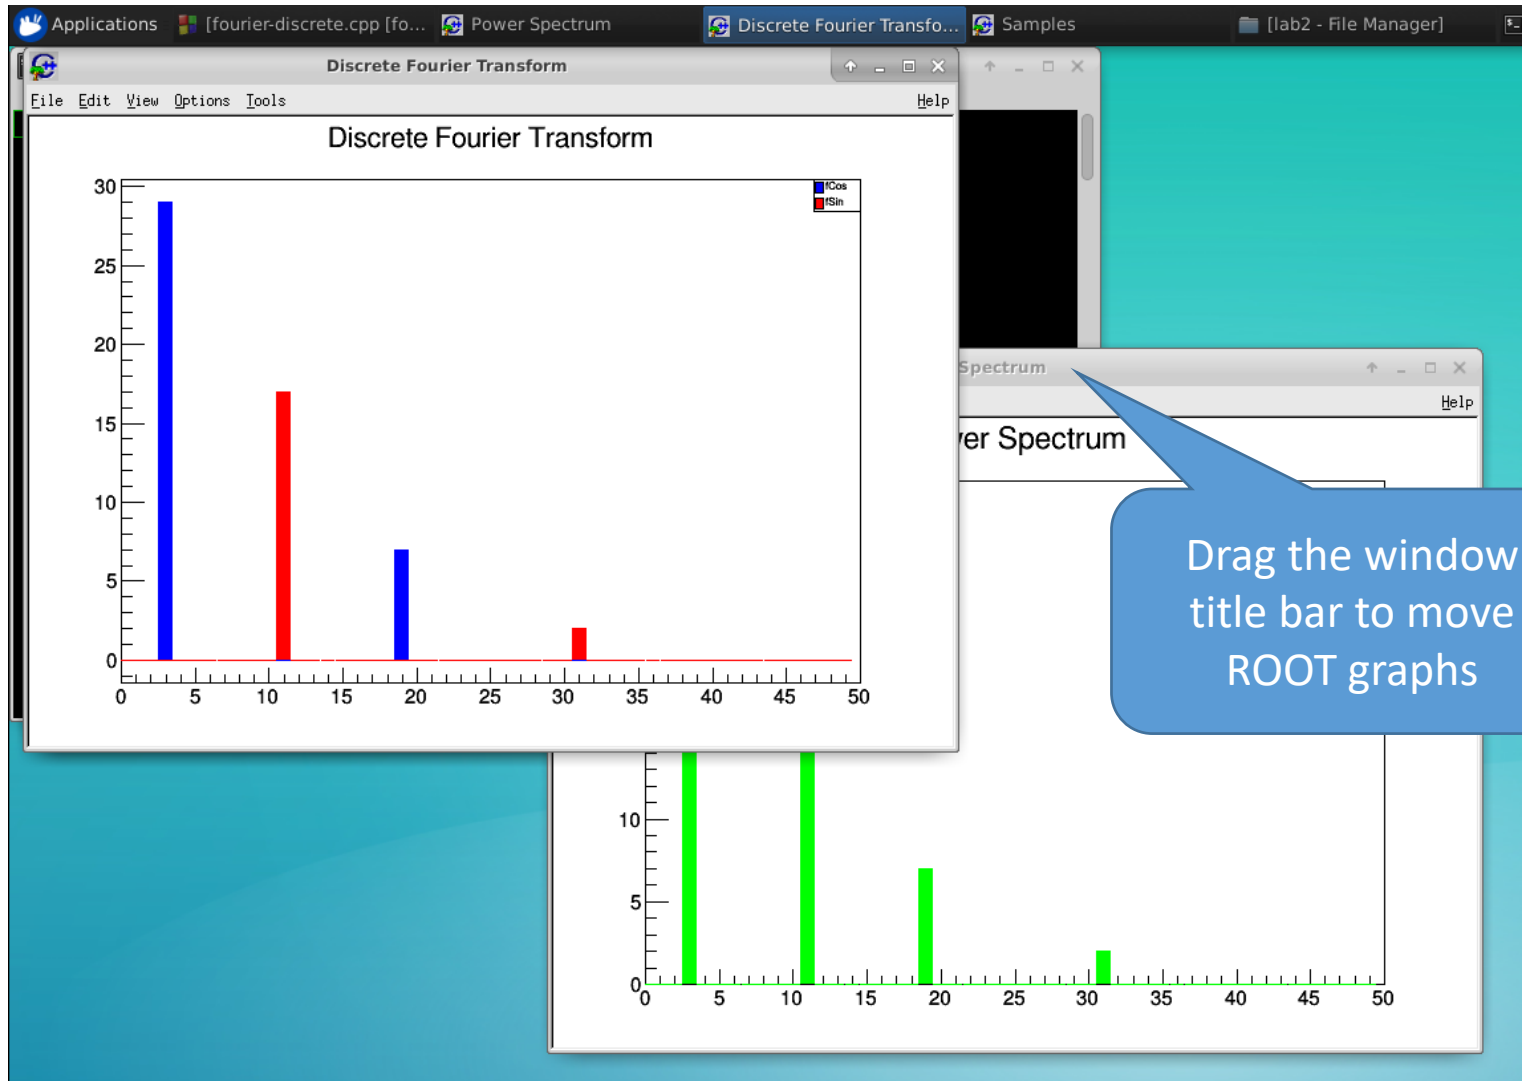 Applications
[fourier-discrete.cpp [fo...
Power Spectrum
Discrete Fourier Transfo...
Samples
[lab2 - File Manager]
Discrete Fourier Transform
File Edit View Options Tools Help
Discrete Fourier Transform
fCos
fSin
30
25
20
15
10
5
0
0 5 10 15 20 25 30 35 40 45 50
Spectrum
Help
er Spectrum
Drag the window
title bar to move
ROOT graphs
10
5
0
0 5 10 15 20 25 30 35 40 45 50